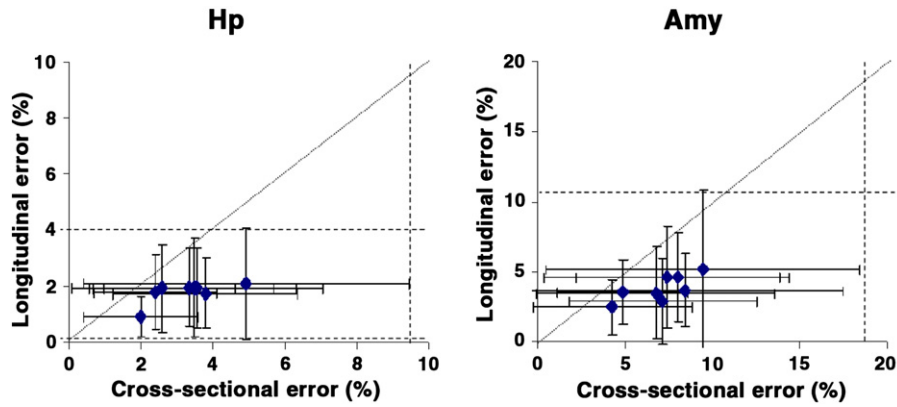 Hp
10
8
6
4
2
0
0 2 4 6 8 10
Longitudinal error (%)
Cross-sectional error (%)
Amy
20
15
10
5
0
0 5 10 15 20
Longitudinal error (%)
Cross-sectional error (%)